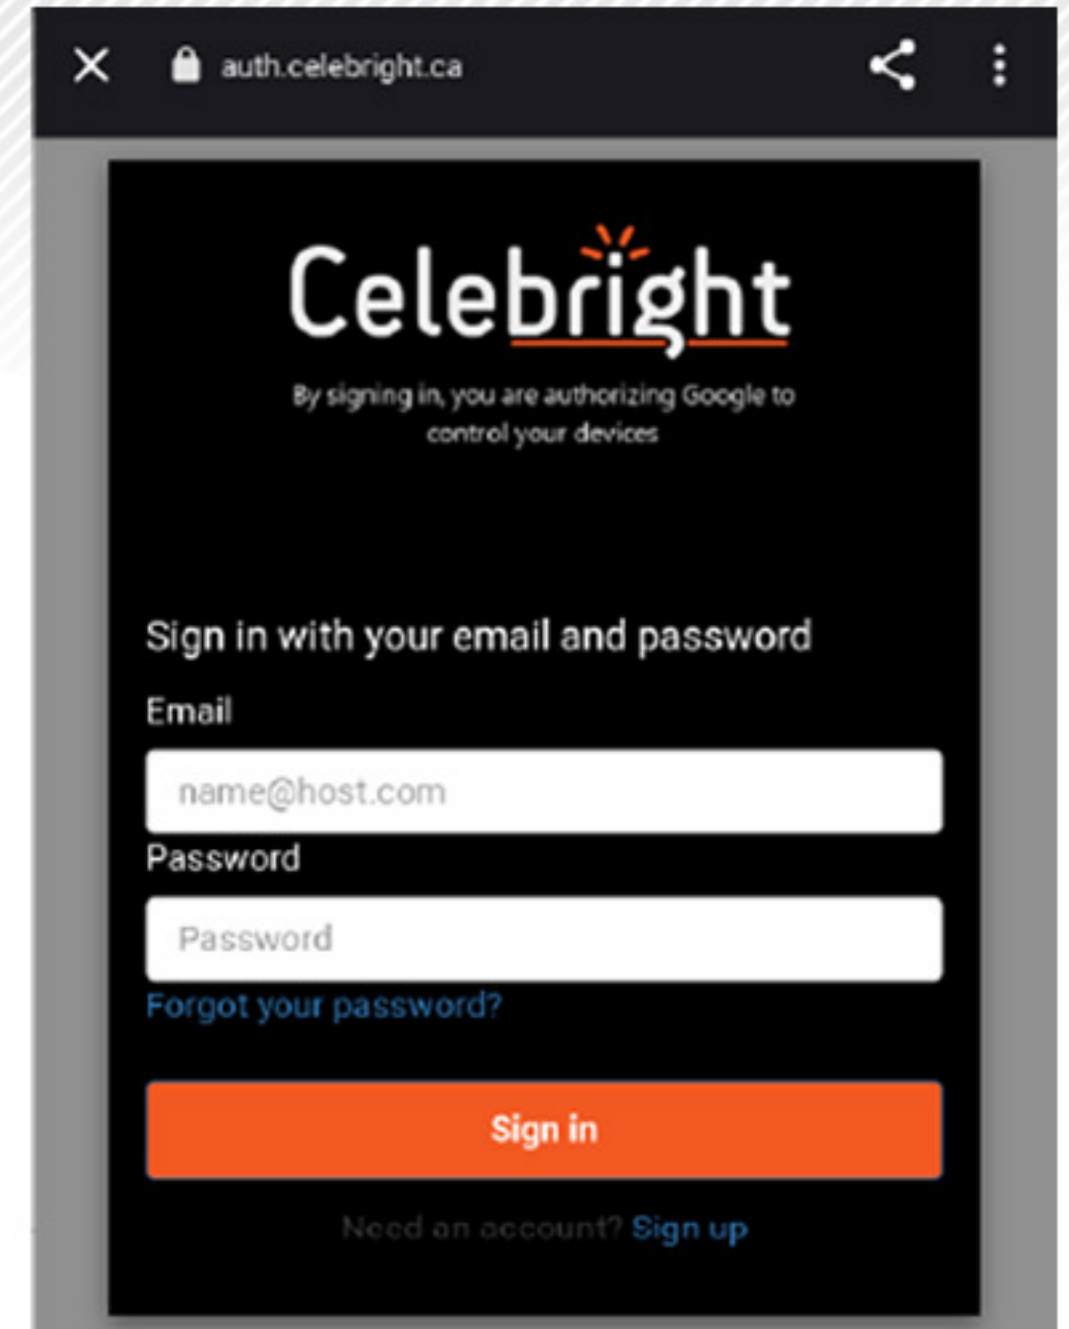 auth.celebright.ca
Celebright
By signing in, you are authorizing Google to
control your devices
Sign in with your email and password
Email
name@host.com
Password
Password
Forgot your password?
Sign in
Need an account? Sign up